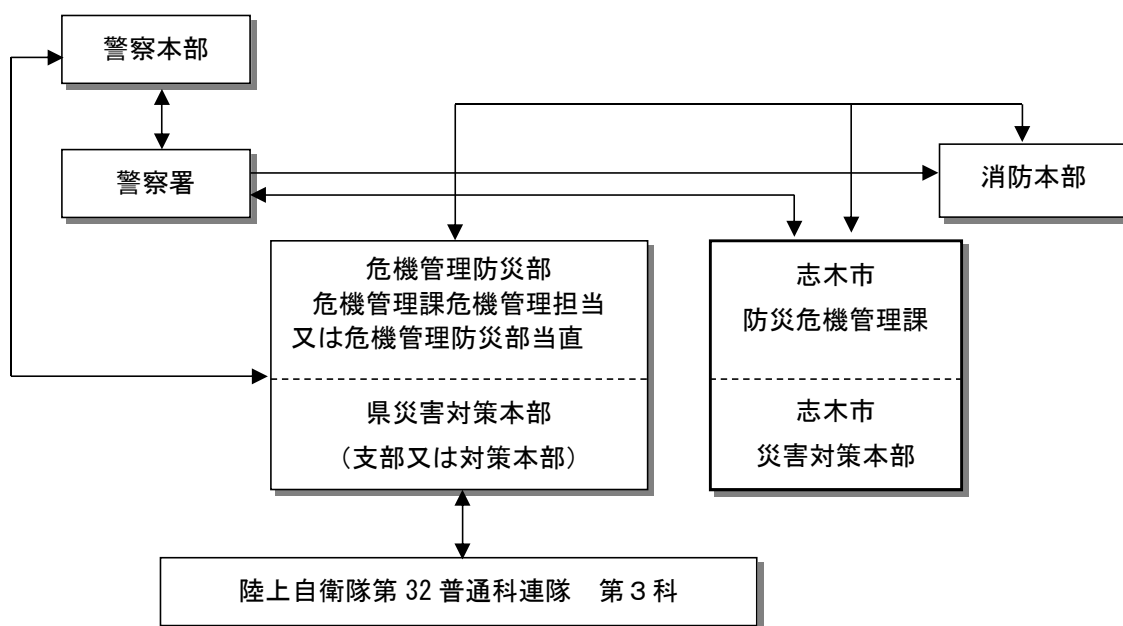 警察本部
警察署
消防本部
危機管理防災部
危機管理課危機管理担当
又は危機管理防災部当直
県災害対策本部
（支部又は対策本部）
志木市
防災危機管理課
志木市
災害対策本部
陸上自衛隊第 32 普通科連隊　第３科